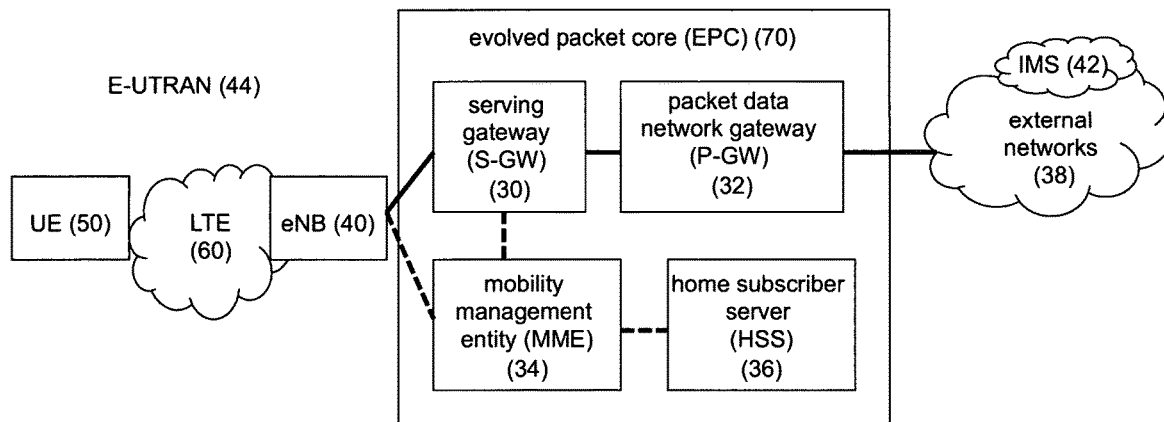 evolved packet core (EPC) (70)
E-UTRAN (44)
serving
gateway
(S-GW)
(30)
packet data
network gateway
(P-GW)
(32)
IMS (42)
external
networks
(38)
UE (50)
LTE
(60)
eNB (40)
mobility
management
entity (MME)
(34)
home subscriber
server
(HSS)
(36)